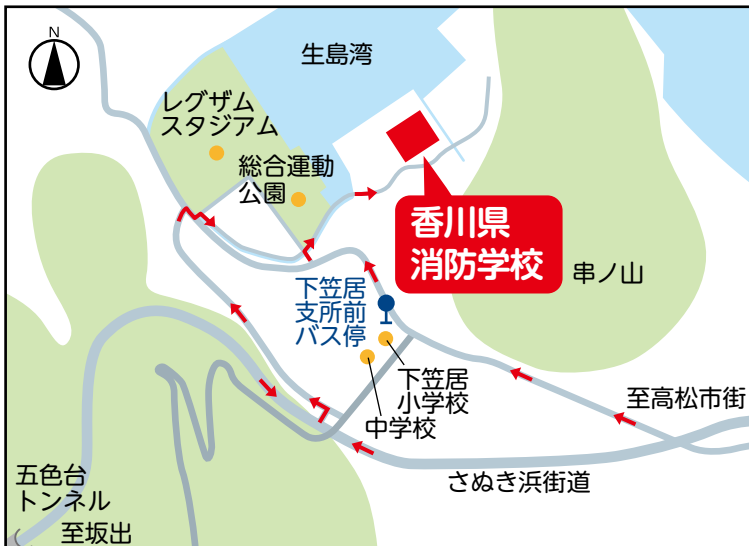 N
生島湾
レグザム
スタジアム
総合運動
公園
香川県
消防学校
串ノ山
下笠居
支所前
バス停
下笠居
小学校
中学校
至高松市街
さぬき浜街道
五色台
トンネル
至坂出